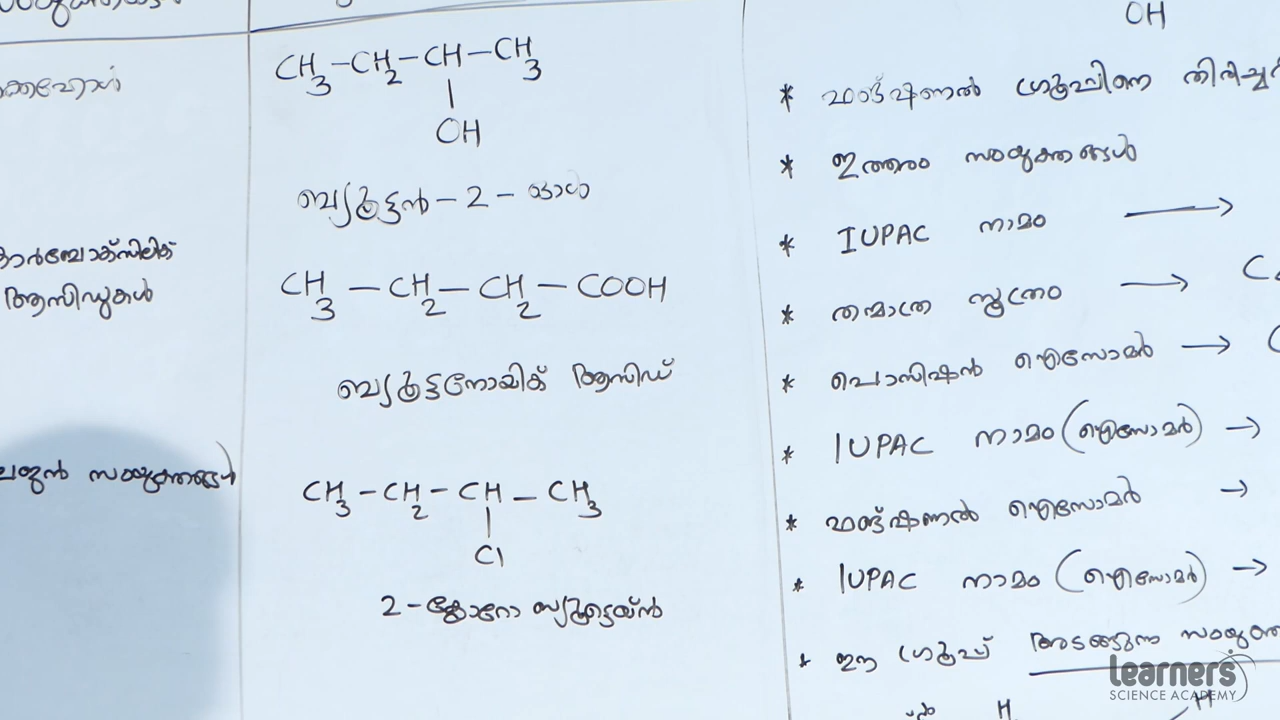 CH3-CH2-CH-CH3
OH
ബ്യൂട്ടൻ-2-ഓൾ
കാർബോക്സിലിക്
ആസിഡുകൾ
CH3-CH2-CH2-COOH
ബ്യൂട്ടനോയിക് ആസിഡ്
സംയുക്തങ്ങൾ
CH3-CH2-CH-CH3
Cl
2-ക്ലോറോ ബ്യൂട്ടെയ്ൻ
OH
* ഫങ്ഷണൽ ഗ്രൂപ്പിനെ
* ഇത്തരം സംയുക്തങ്ങൾ
* IUPAC നാമം →
* തന്മാത്ര സൂത്രം →
* പൊസിഷൻ ഐസോമർ →
* IUPAC നാമം (ഐസോമർ) →
* ഫങ്ഷണൽ ഐസോമർ →
* IUPAC നാമം (ഐസോമർ) →
* ഈ ഗ്രൂപ്പ് അടങ്ങുന്ന
H H
Learners'
SCIENCE ACADEMY